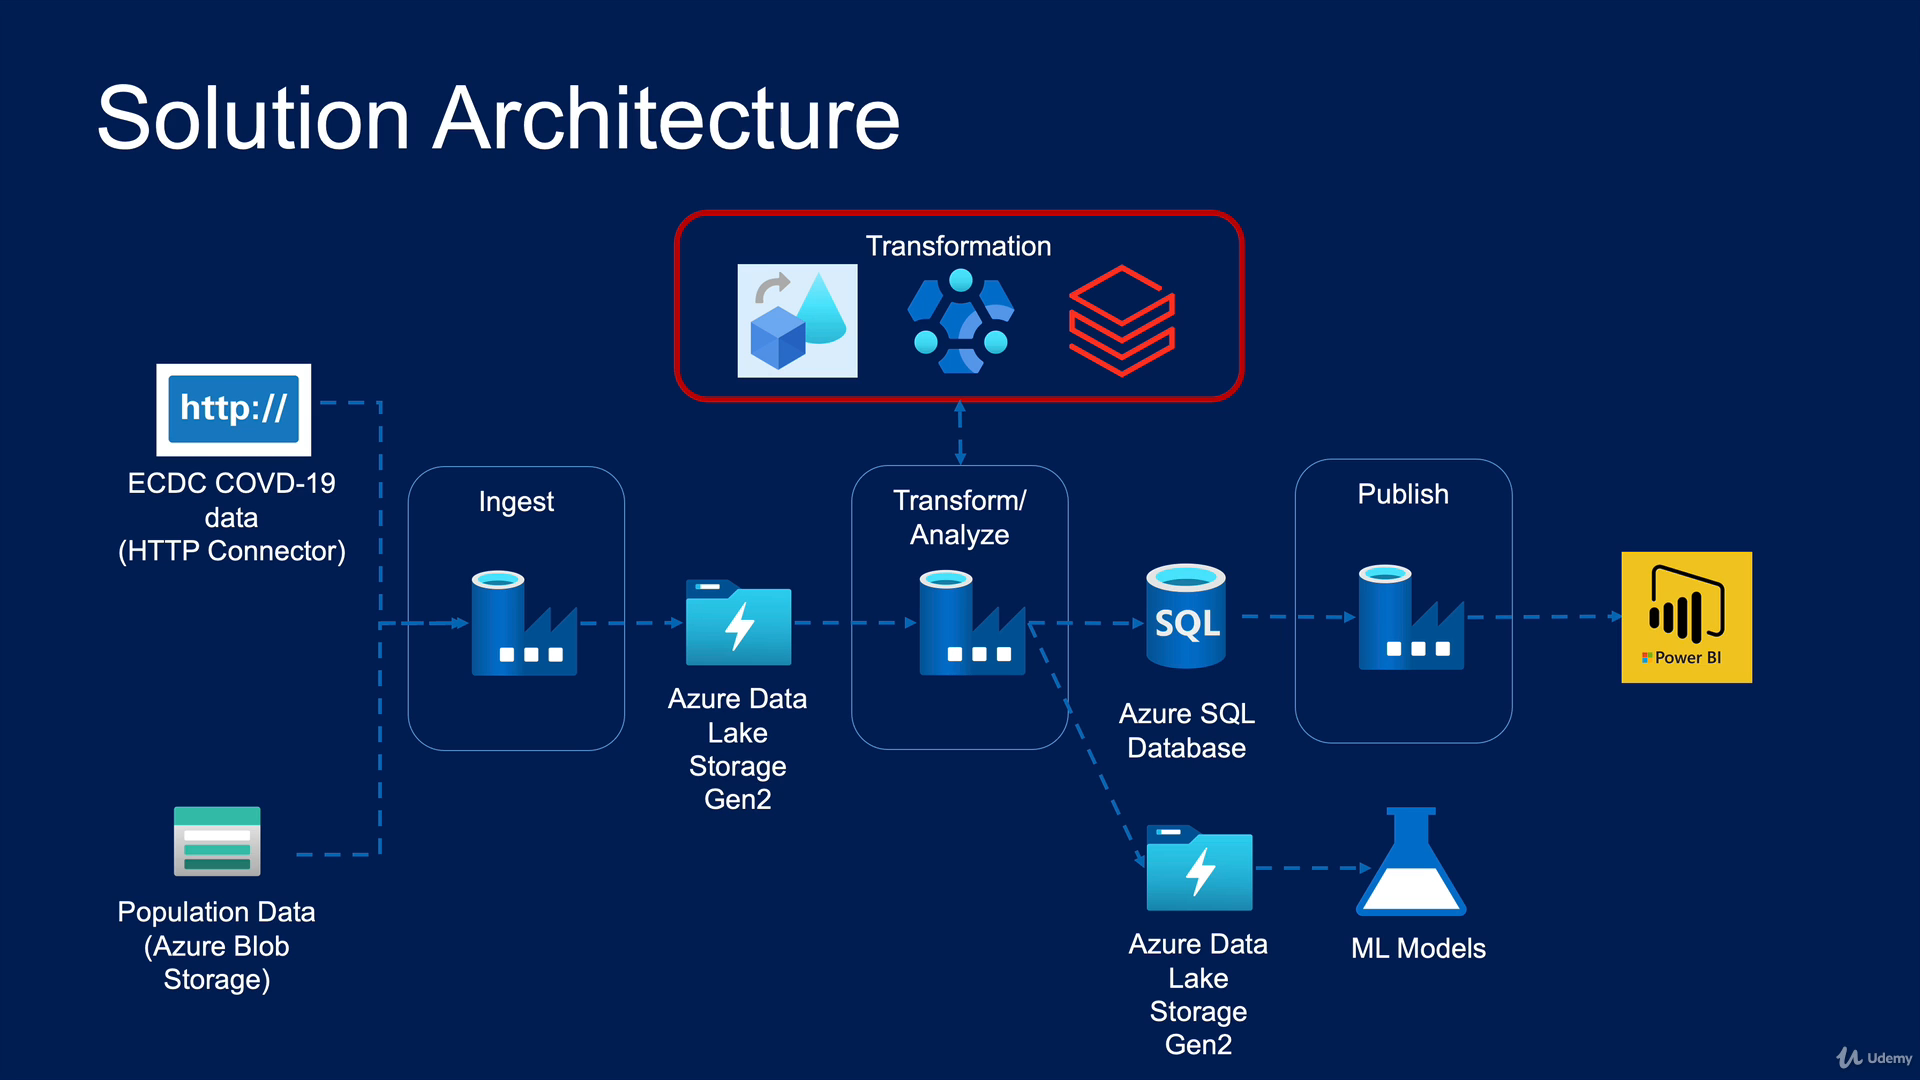 Solution Architecture
Transformation
http://
ECDC COVD-19
data
(HTTP Connector)
Ingest
Transform/
Analyze
Publish
SQL
Power BI
Azure Data
Lake
Storage
Gen2
Azure SQL
Database
Population Data
(Azure Blob
Storage)
Azure Data
Lake
Storage
Gen2
ML Models
Udemy